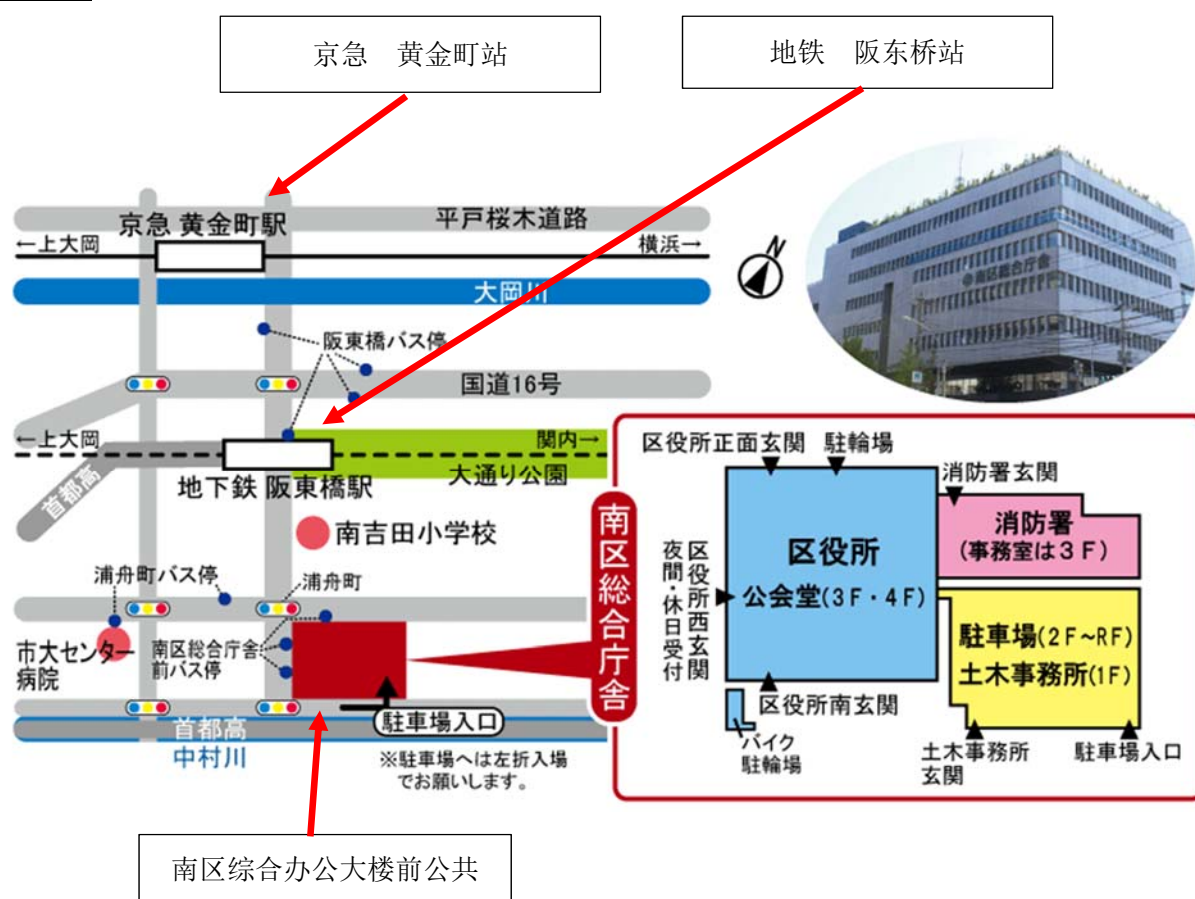 京急　黄金町站
地铁　阪东桥站
京急 黄金町駅
平戸桜木道路
←上大岡
横浜→
N
大岡川
阪東橋バス停
国道16号
←上大岡
関内→
首都高
地下鉄 阪東橋駅
大通り公園
南吉田小学校
浦舟町バス停
浦舟町
市大センター
病院
南区総合庁舎
前バス停
駐車場入口
首都高
中村川
※駐車場へは左折入場
でお願いします。
南区総合庁舎
南区総合庁舎
区役所正面玄関
駐輪場
消防署玄関
消防署
(事務室は３Ｆ)
区役所
公会堂(3F・4F)
区役所西玄関
夜間・休日受付
駐車場(2F～RF)
土木事務所(1F)
区役所南玄関
バイク
駐輪場
土木事務所
玄関
駐車場入口
南区综合办公大楼前公共